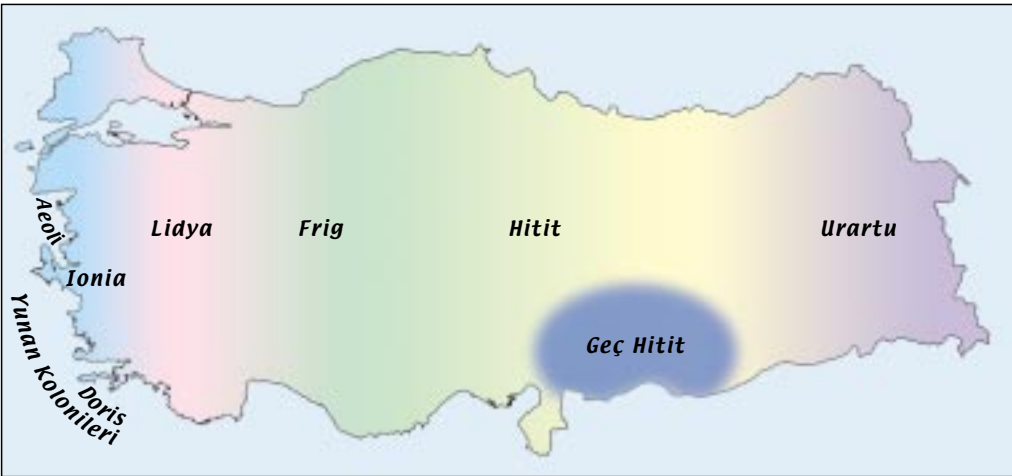 Lidya
Frig
Hitit
Urartu
Aeoli
Ionia
Geç Hitit
Doris
Yunan Kolonileri